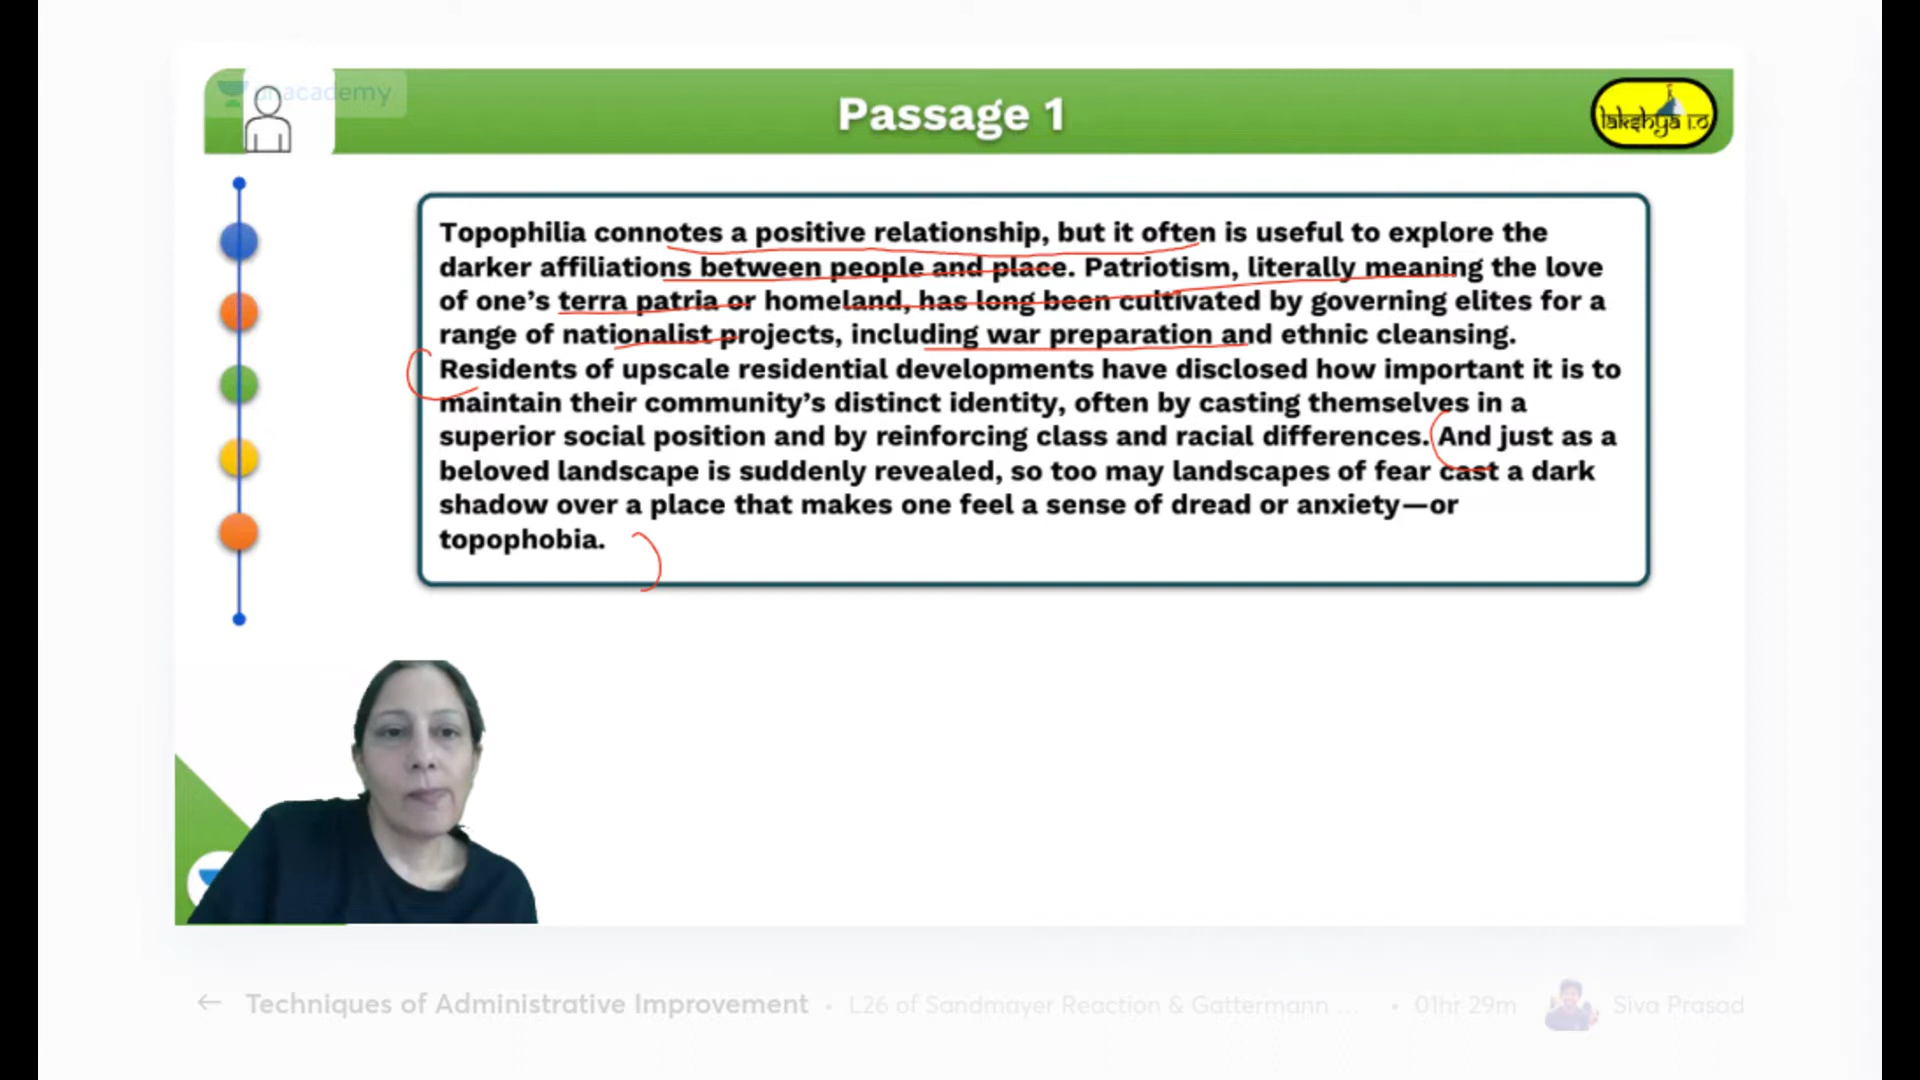 unacademy
Passage 1
lakshya 1.0
Topophilia connotes a positive relationship, but it often is useful to explore the
darker affiliations between people and place. Patriotism, literally meaning the love
of one’s terra patria or homeland, has long been cultivated by governing elites for a
range of nationalist projects, including war preparation and ethnic cleansing.
Residents of upscale residential developments have disclosed how important it is to
maintain their community’s distinct identity, often by casting themselves in a
superior social position and by reinforcing class and racial differences. And just as a
beloved landscape is suddenly revealed, so too may landscapes of fear cast a dark
shadow over a place that makes one feel a sense of dread or anxiety—or
topophobia.
← Techniques of Administrative Improvement • L26 of Sandmayer Reaction & Gattermann ... • 01hr 29m Siva Prasad